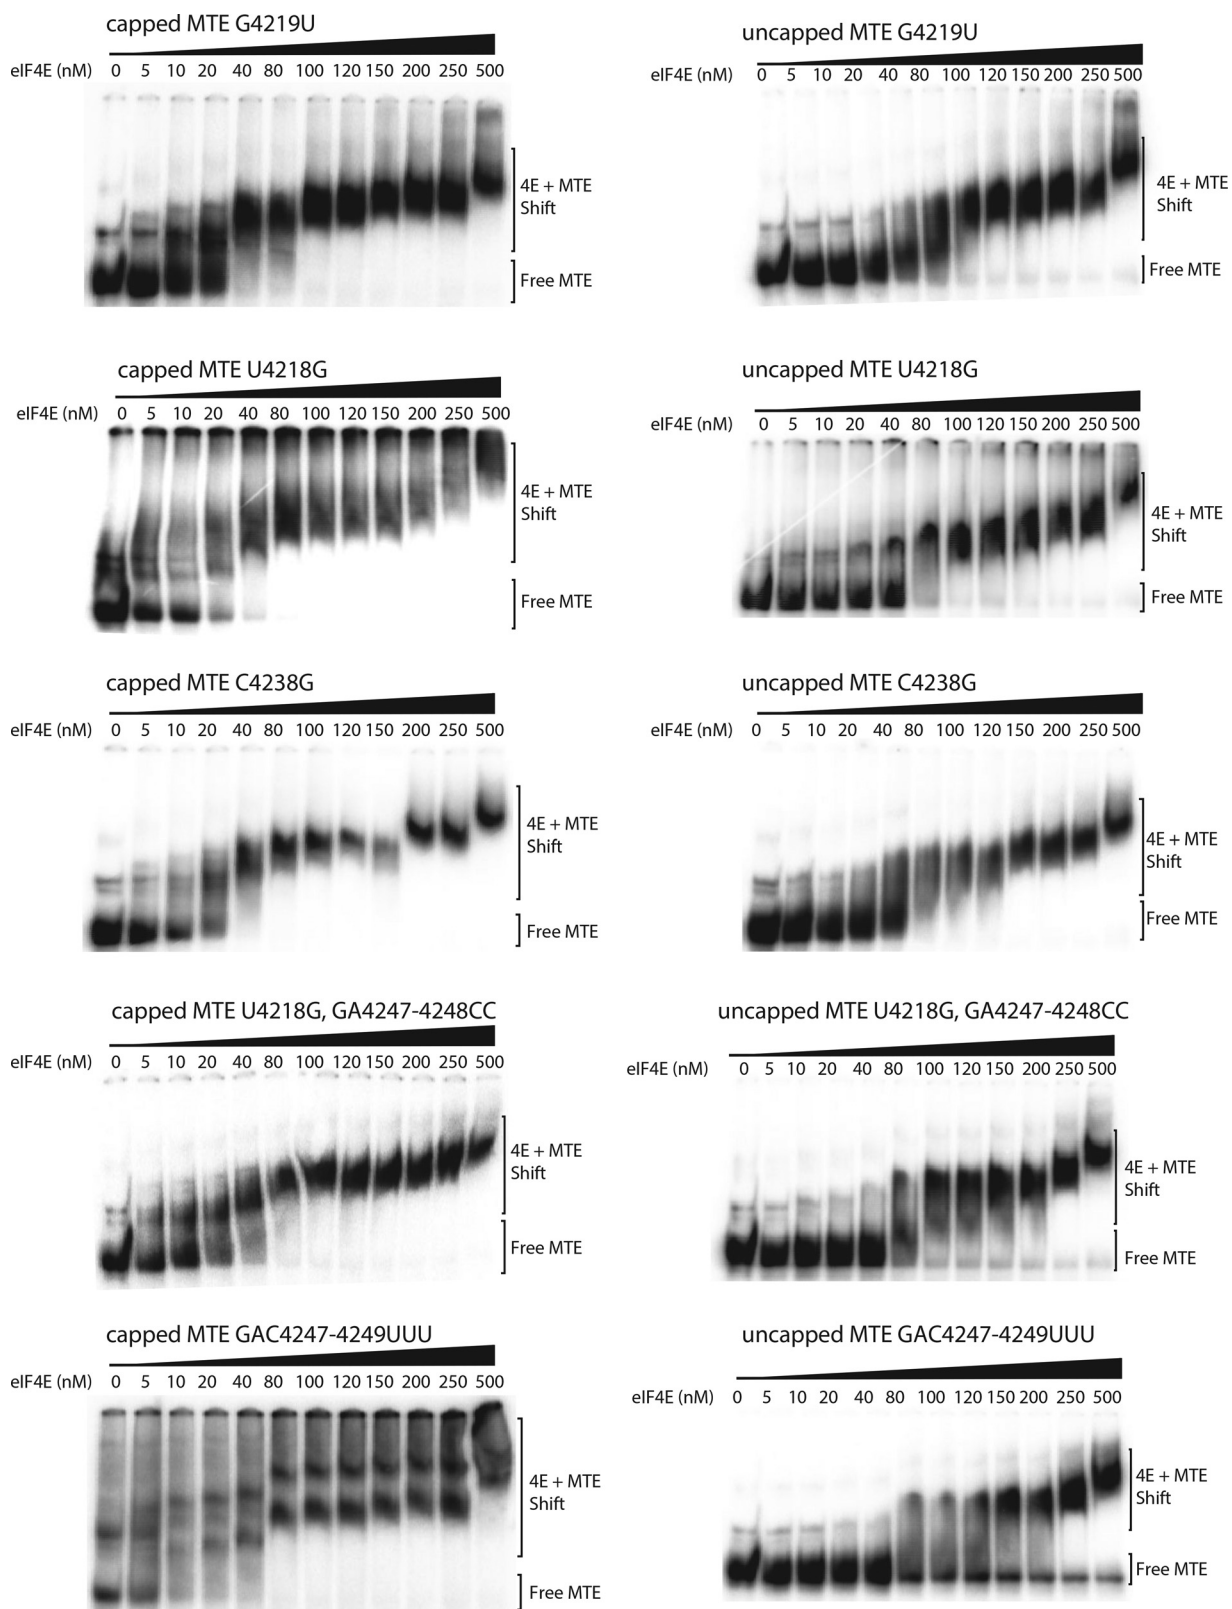 capped MTE G4219U
eIF4E (nM) 0 5 10 20 40 80 100 120 150 200 250 500
4E + MTE
Shift
Free MTE
uncapped MTE G4219U
eIF4E (nM) 0 5 10 20 40 80 100 120 150 200 250 500
4E + MTE
Shift
Free MTE
capped MTE U4218G
eIF4E (nM) 0 5 10 20 40 80 100 120 150 200 250 500
4E + MTE
Shift
Free MTE
uncapped MTE U4218G
eIF4E (nM) 0 5 10 20 40 80 100 120 150 200 250 500
4E + MTE
Shift
Free MTE
capped MTE C4238G
eIF4E (nM) 0 5 10 20 40 80 100 120 150 200 250 500
4E + MTE
Shift
Free MTE
uncapped MTE C4238G
eIF4E (nM) 0 5 10 20 40 80 100 120 150 200 250 500
4E + MTE
Shift
Free MTE
capped MTE U4218G, GA4247-4248CC
eIF4E (nM) 0 5 10 20 40 80 100 120 150 200 250 500
4E + MTE
Shift
Free MTE
uncapped MTE U4218G, GA4247-4248CC
eIF4E (nM) 0 5 10 20 40 80 100 120 150 200 250 500
4E + MTE
Shift
Free MTE
capped MTE GAC4247-4249UUU
eIF4E (nM) 0 5 10 20 40 80 100 120 150 200 250 500
4E + MTE
Shift
Free MTE
uncapped MTE GAC4247-4249UUU
eIF4E (nM) 0 5 10 20 40 80 100 120 150 200 250 500
4E + MTE
Shift
Free MTE